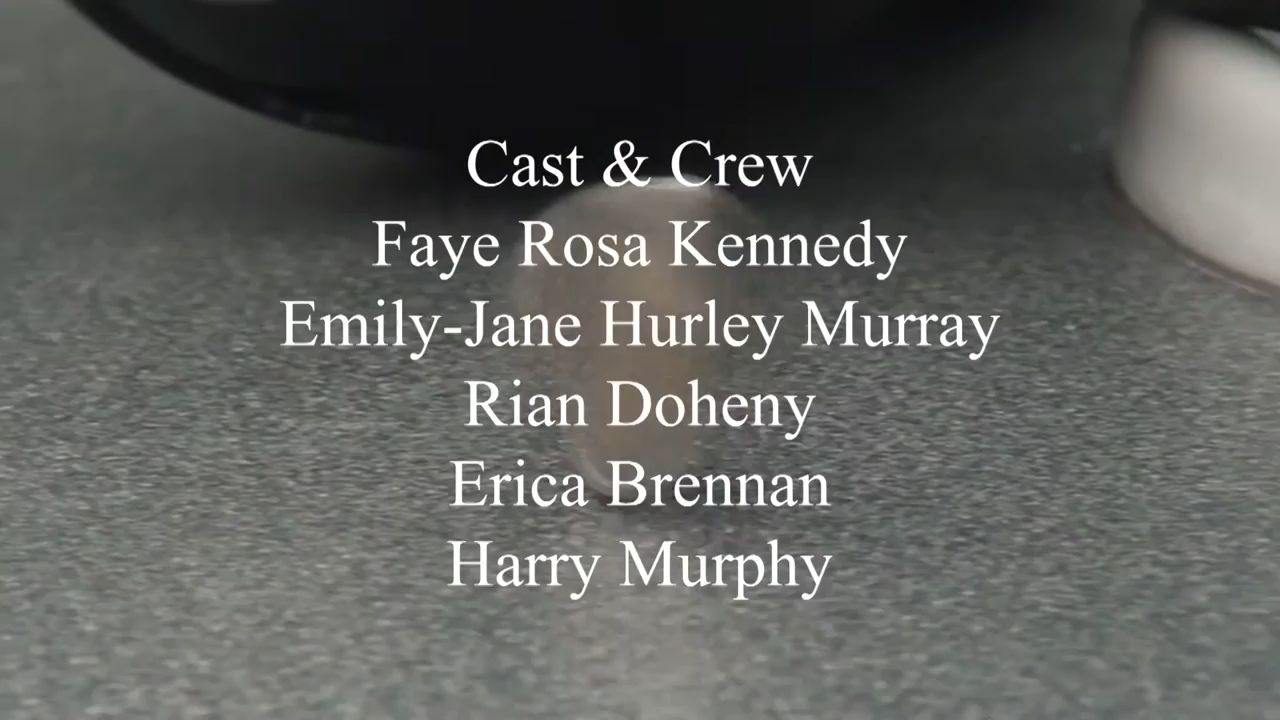 Cast & Crew
Faye Rosa Kennedy
Emily-Jane Hurley Murray
Rian Doheny
Erica Brennan
Harry Murphy